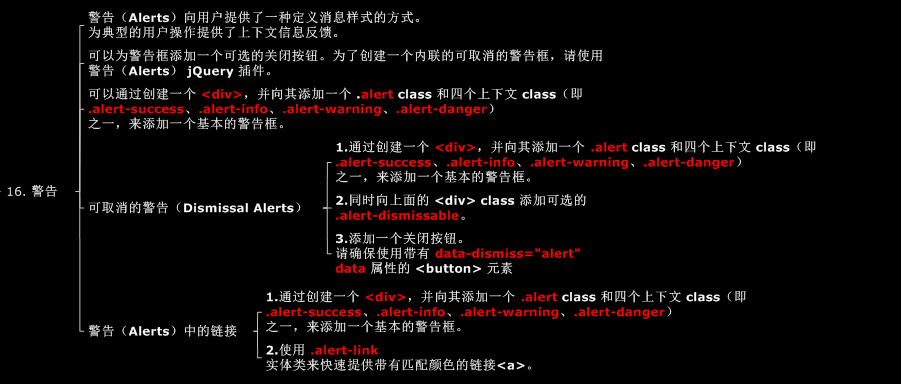 16. 警告
警告（Alerts）向用户提供了一种定义消息样式的方式。
为典型的用户操作提供了上下文信息反馈。
可以为警告框添加一个可选的关闭按钮。为了创建一个内联的可取消的警告框，请使用
警告（Alerts） jQuery 插件。
可以通过创建一个 <div>，并向其添加一个 .alert class 和四个上下文 class（即
.alert-success、.alert-info、.alert-warning、.alert-danger）
之一，来添加一个基本的警告框。
可取消的警告（Dismissal Alerts）
1.通过创建一个 <div>，并向其添加一个 .alert class 和四个上下文 class（即
.alert-success、.alert-info、.alert-warning、.alert-danger）
之一，来添加一个基本的警告框。
2.同时向上面的 <div> class 添加可选的
.alert-dismissable。
3.添加一个关闭按钮。
请确保使用带有 data-dismiss="alert"
data 属性的 <button> 元素
警告（Alerts）中的链接
1.通过创建一个 <div>，并向其添加一个 .alert class 和四个上下文 class（即
.alert-success、.alert-info、.alert-warning、.alert-danger）
之一，来添加一个基本的警告框。
2.使用 .alert-link
实体类来快速提供带有匹配颜色的链接<a>。